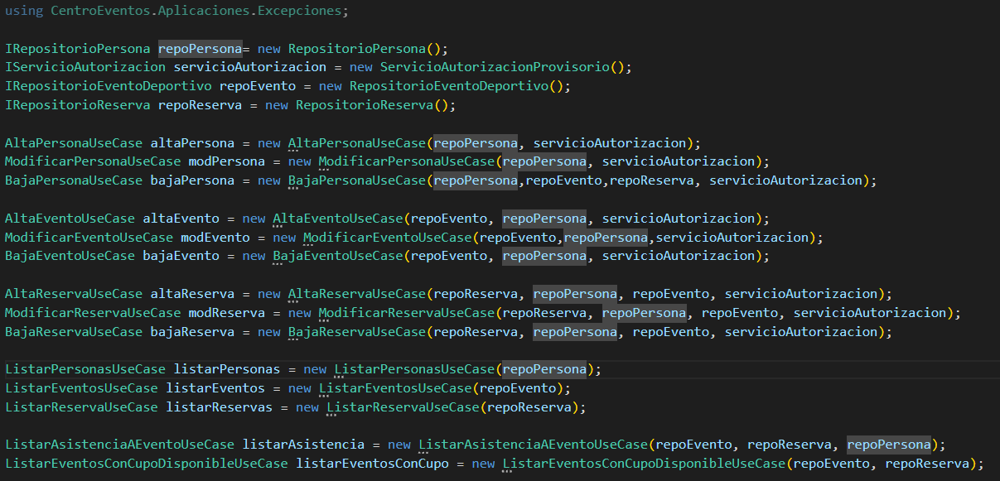 using CentroEventos.Aplicaciones.Excepciones;
IRepositorioPersona repoPersona= new RepositorioPersona();
IServicioAutorizacion servicioAutorizacion = new ServicioAutorizacionProvisorio();
IRepositorioEventoDeportivo repoEvento = new RepositorioEventoDeportivo();
IRepositorioReserva repoReserva = new RepositorioReserva();
AltaPersonaUseCase altaPersona = new AltaPersonaUseCase(repoPersona, servicioAutorizacion);
ModificarPersonaUseCase modPersona = new ModificarPersonaUseCase(repoPersona, servicioAutorizacion);
BajaPersonaUseCase bajaPersona = new BajaPersonaUseCase(repoPersona,repoEvento,repoReserva, servicioAutorizacion);
AltaEventoUseCase altaEvento = new AltaEventoUseCase(repoEvento, repoPersona, servicioAutorizacion);
ModificarEventoUseCase modEvento = new ModificarEventoUseCase(repoEvento,repoPersona,servicioAutorizacion);
BajaEventoUseCase bajaEvento = new BajaEventoUseCase(repoEvento, repoPersona, servicioAutorizacion);
AltaReservaUseCase altaReserva = new AltaReservaUseCase(repoReserva, repoPersona, repoEvento, servicioAutorizacion);
ModificarReservaUseCase modReserva = new ModificarReservaUseCase(repoReserva, repoPersona, repoEvento, servicioAutorizacion);
BajaReservaUseCase bajaReserva = new BajaReservaUseCase(repoReserva, repoPersona, repoEvento, servicioAutorizacion);
ListarPersonasUseCase listarPersonas = new ListarPersonasUseCase(repoPersona);
ListarEventosUseCase listarEventos = new ListarEventosUseCase(repoEvento);
ListarReservaUseCase listarReservas = new ListarReservaUseCase(repoReserva);
ListarAsistenciaAEventoUseCase listarAsistencia = new ListarAsistenciaAEventoUseCase(repoEvento, repoReserva, repoPersona);
ListarEventosConCupoDisponibleUseCase listarEventosConCupo = new ListarEventosConCupoDisponibleUseCase(repoEvento, repoReserva);